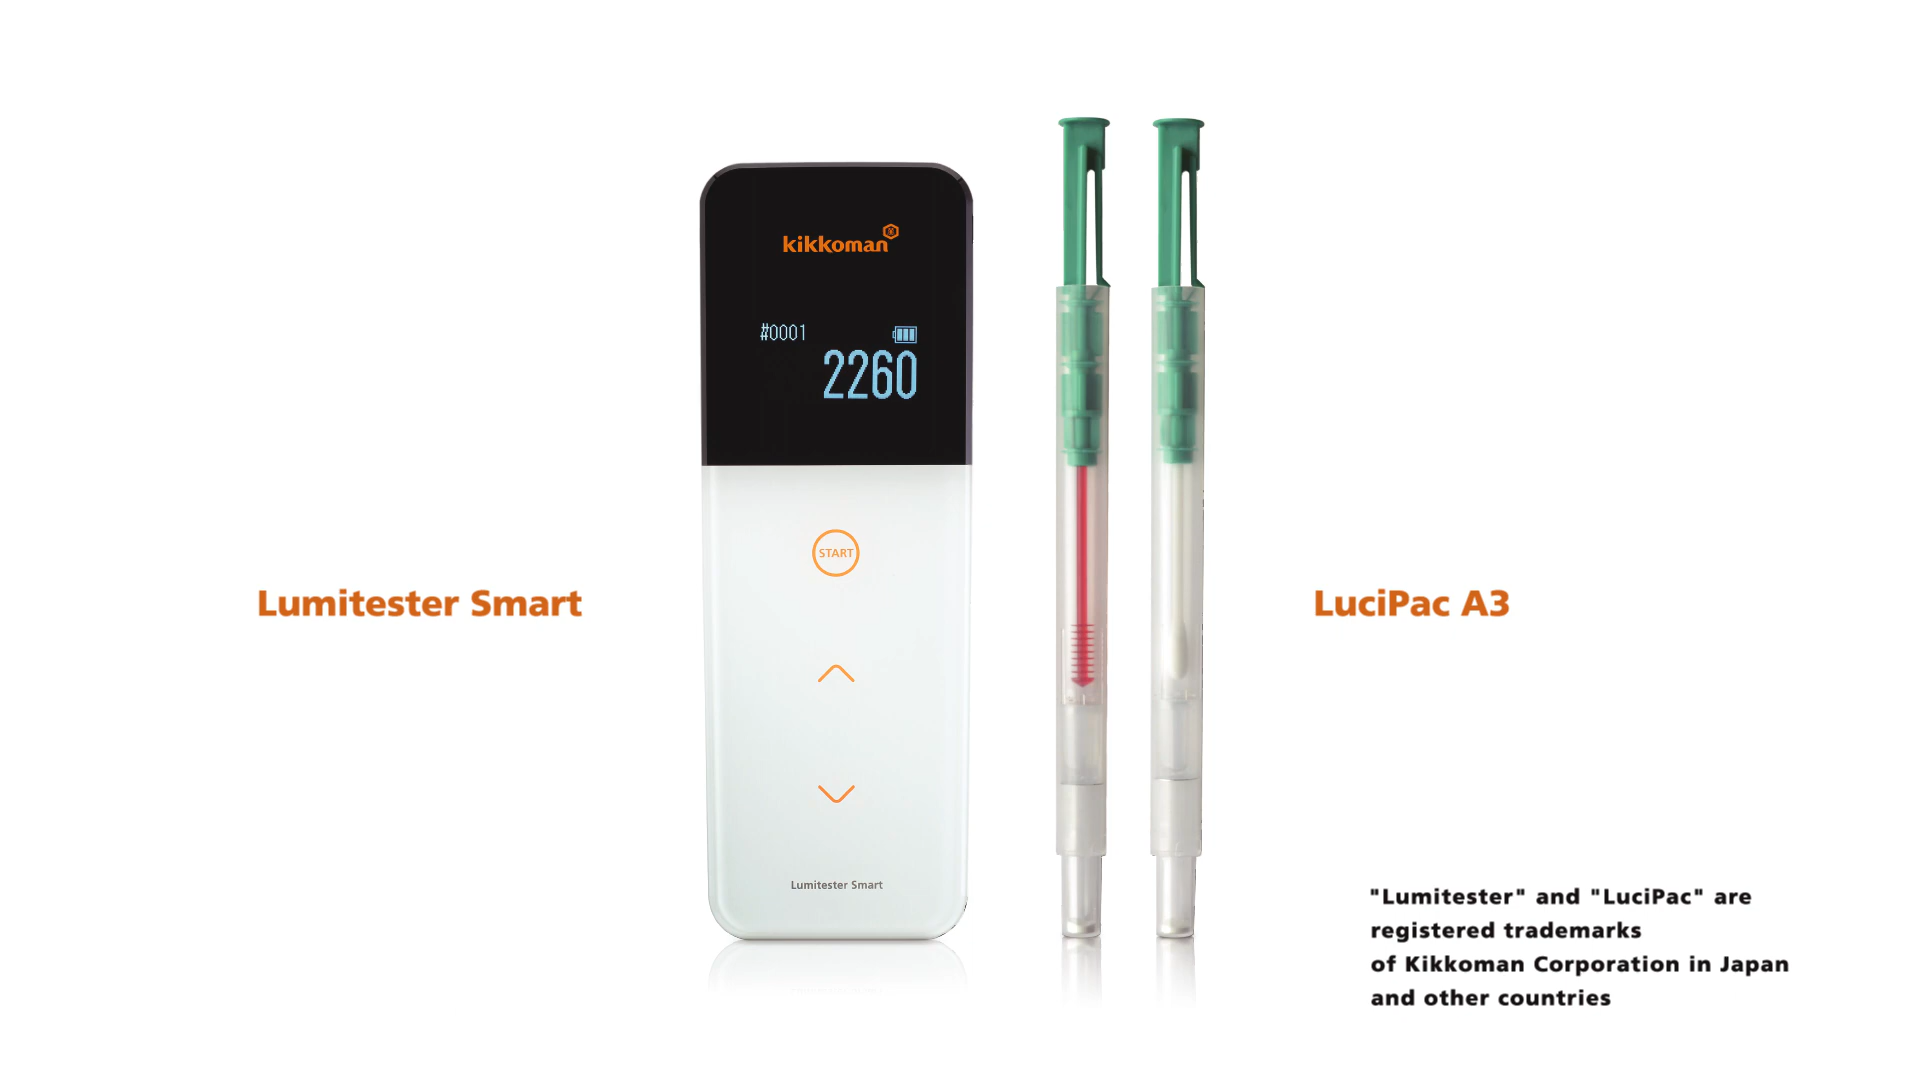 kikkoman
#0001
2260
START
Lumitester Smart
LuciPac A3
Lumitester Smart
"Lumitester" and "LuciPac" are
registered trademarks
of Kikkoman Corporation in Japan
and other countries